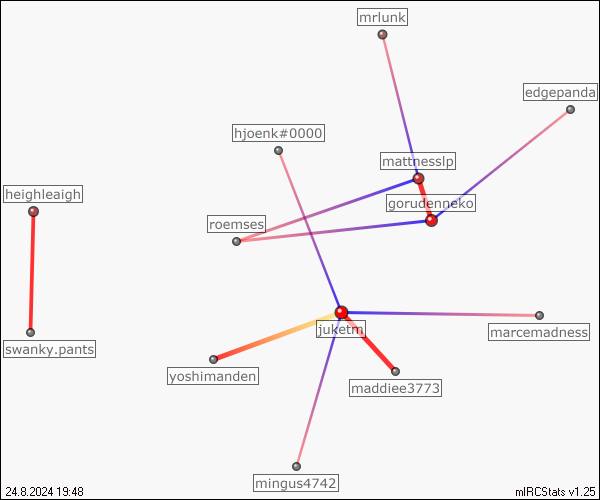 mrlunk
edgepanda
hjoenk#0000
mattnesslp
heighleaigh
gorudenneko
roemses
juketm
marcemadness
swanky.pants
yoshimanden
maddiee3773
mingus4742
24.8.2024 19:48
mIRCStats v1.25